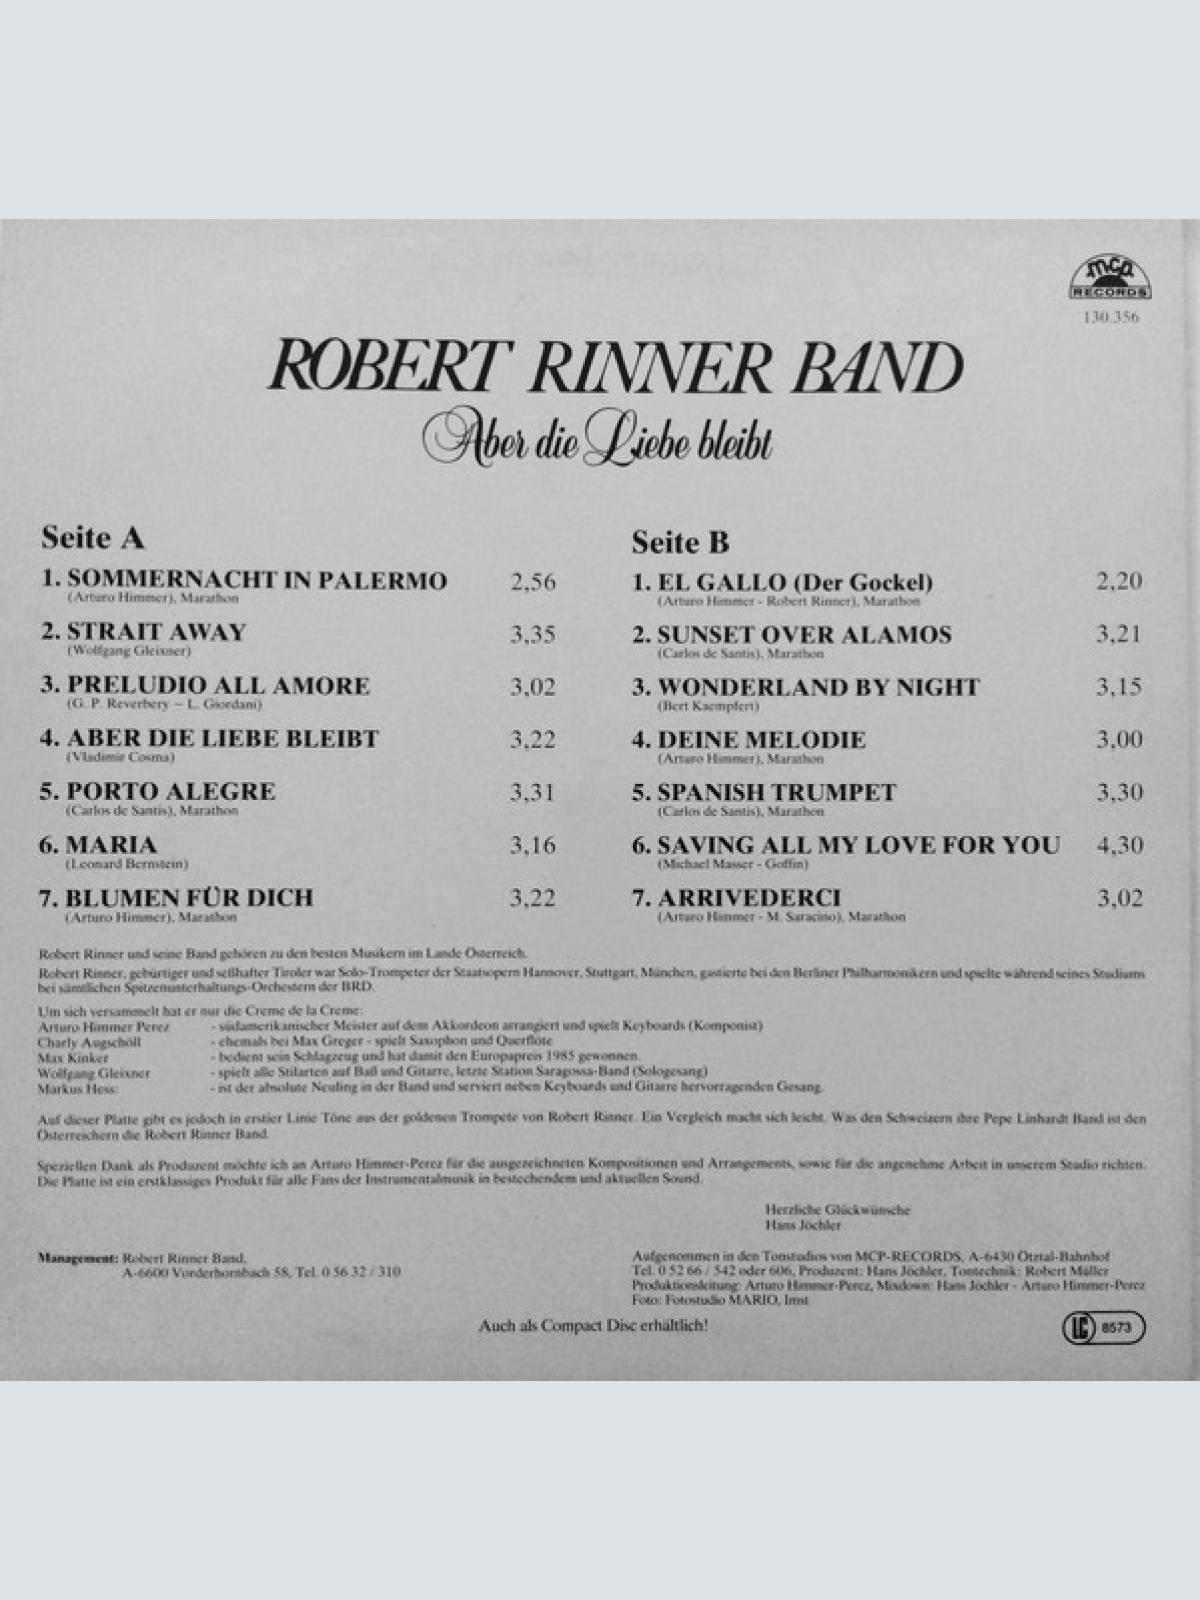 mcp
RECORDS
130.356
ROBERT RINNER BAND
Aber die Liebe bleibt
Seite A
1. SOMMERNACHT IN PALERMO 2,56
(Arturo Himmer), Marathon
2. STRAIT AWAY 3,35
(Wolfgang Gleixner)
3. PRELUDIO ALL AMORE 3,02
(G. P. Reverbery – L. Giordani)
4. ABER DIE LIEBE BLEIBT 3,22
(Vladimir Cosma)
5. PORTO ALEGRE 3,31
(Carlos de Santis), Marathon
6. MARIA 3,16
(Leonard Bernstein)
7. BLUMEN FÜR DICH 3,22
(Arturo Himmer), Marathon
Seite B
1. EL GALLO (Der Gockel) 2,20
(Arturo Himmer - Robert Rinner), Marathon
2. SUNSET OVER ALAMOS 3,21
(Carlos de Santis), Marathon
3. WONDERLAND BY NIGHT 3,15
(Bert Kaempfert)
4. DEINE MELODIE 3,00
(Arturo Himmer), Marathon
5. SPANISH TRUMPET 3,30
(Carlos de Santis), Marathon
6. SAVING ALL MY LOVE FOR YOU 4,30
(Michael Masser - Goffin)
7. ARRIVEDERCI 3,02
(Arturo Himmer - M. Saracino), Marathon
Robert Rinner und seine Band gehören zu den besten Musikern im Lande Österreich.
Robert Rinner, gebürtiger und seßhafter Tiroler war Solo-Trompeter der Staatsopern Hannover, Stuttgart, München, gastierte bei den Berliner Philharmonikern und spielte während seines Studiums
bei sämtlichen Spitzenunterhaltungs-Orchestern der BRD.
Um sich versammelt hat er nur die Creme de la Creme:
Arturo Himmer Perez - südamerikanischer Meister auf dem Akkordeon arrangiert und spielt Keyboards (Komponist)
Charly Augschöll - ehemals bei Max Greger - spielt Saxophon und Querflöte
Max Kinker - bedient sein Schlagzeug und hat damit den Europapreis 1985 gewonnen.
Wolfgang Gleixner - spielt alle Stilarten auf Baß und Gitarre, letzte Station Saragossa-Band (Sologesang)
Markus Hess: - ist der absolute Neuling in der Band und serviert neben Keyboards und Gitarre hervorragenden Gesang.
Auf dieser Platte gibt es jedoch in erster Linie Töne aus der goldenen Trompete von Robert Rinner. Ein Vergleich macht sich leicht. Was den Schweizern ihre Pepe Linhardt Band ist den
Österreichern die Robert Rinner Band.
Speziellen Dank als Produzent möchte ich an Arturo Himmer-Perez für die ausgezeichneten Kompositionen und Arrangements, sowie für die angenehme Arbeit in unserem Studio richten.
Die Platte ist ein erstklassiges Produkt für alle Fans der Instrumentalmusik in bestechendem und aktuellen Sound.
Herzliche Glückwünsche
Hans Jöchler
Management: Robert Rinner Band,
A-6600 Vorderhornbach 58, Tel. 0 56 32 / 310
Aufgenommen in den Tonstudios von MCP-RECORDS, A-6430 Ötztal-Bahnhof
Tel. 0 52 66 / 542 oder 606, Produzent: Hans Jöchler, Tontechnik: Robert Müller
Produktionsleitung: Arturo Himmer-Perez, Mixdown: Hans Jöchler - Arturo Himmer-Perez
Foto: Fotostudio MARIO, Imst
Auch als Compact Disc erhältlich!
LC 8573